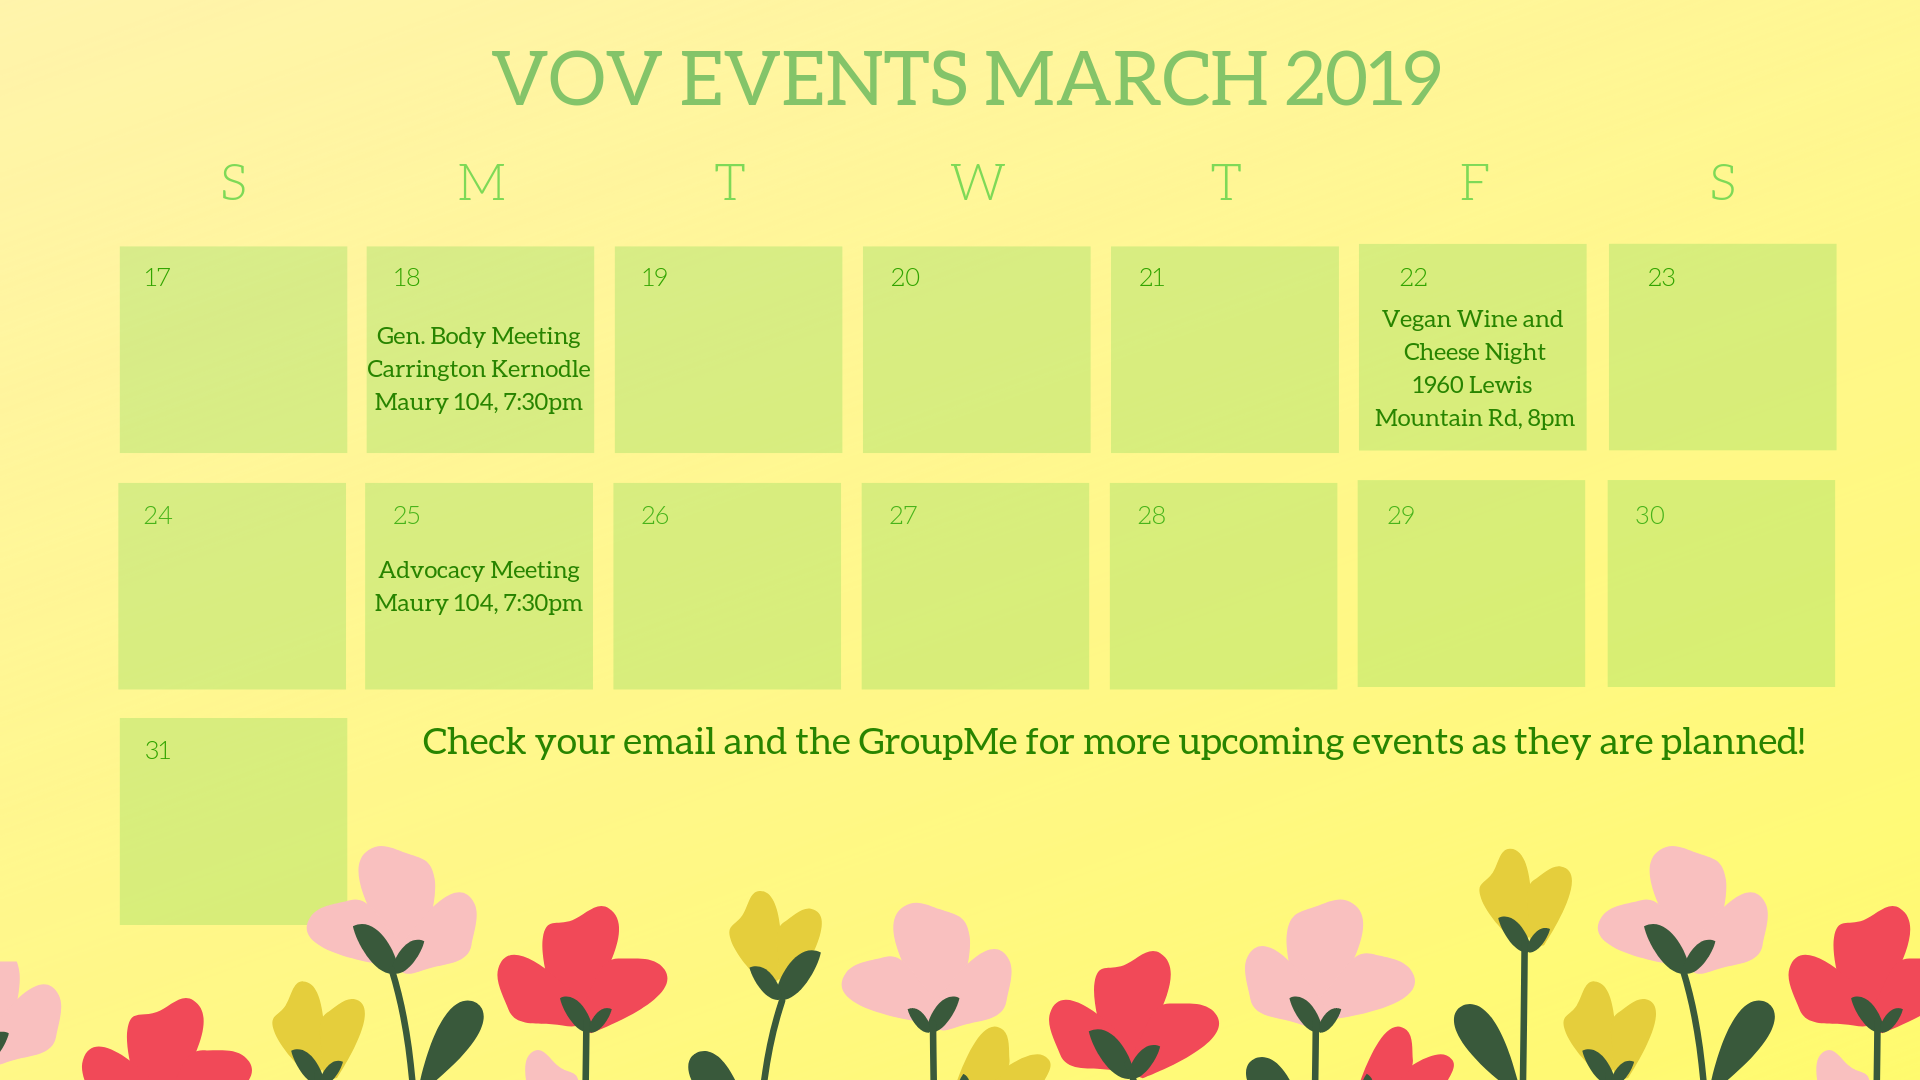 VOV EVENTS MARCH 2019
S M T W T F S
17 18 19 20 21 22 23
Gen. Body Meeting
Carrington Kernodle
Maury 104, 7:30pm
Vegan Wine and
Cheese Night
1960 Lewis
Mountain Rd, 8pm
24 25 26 27 28 29 30
Advocacy Meeting
Maury 104, 7:30pm
31
Check your email and the GroupMe for more upcoming events as they are planned!